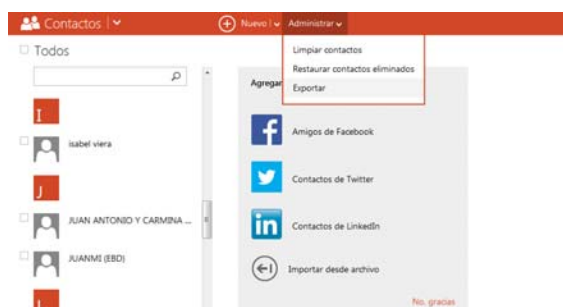 Contactos
Nuevo
Administrar
Limpiar contactos
Restaurar contactos eliminados
Exportar
Todos
Agregar
I
isabel viera
J
JUAN ANTONIO Y CARMINA ...
JUANMI (EBD)
L
Amigos de Facebook
Contactos de Twitter
Contactos de LinkedIn
Importar desde archivo
No, gracias